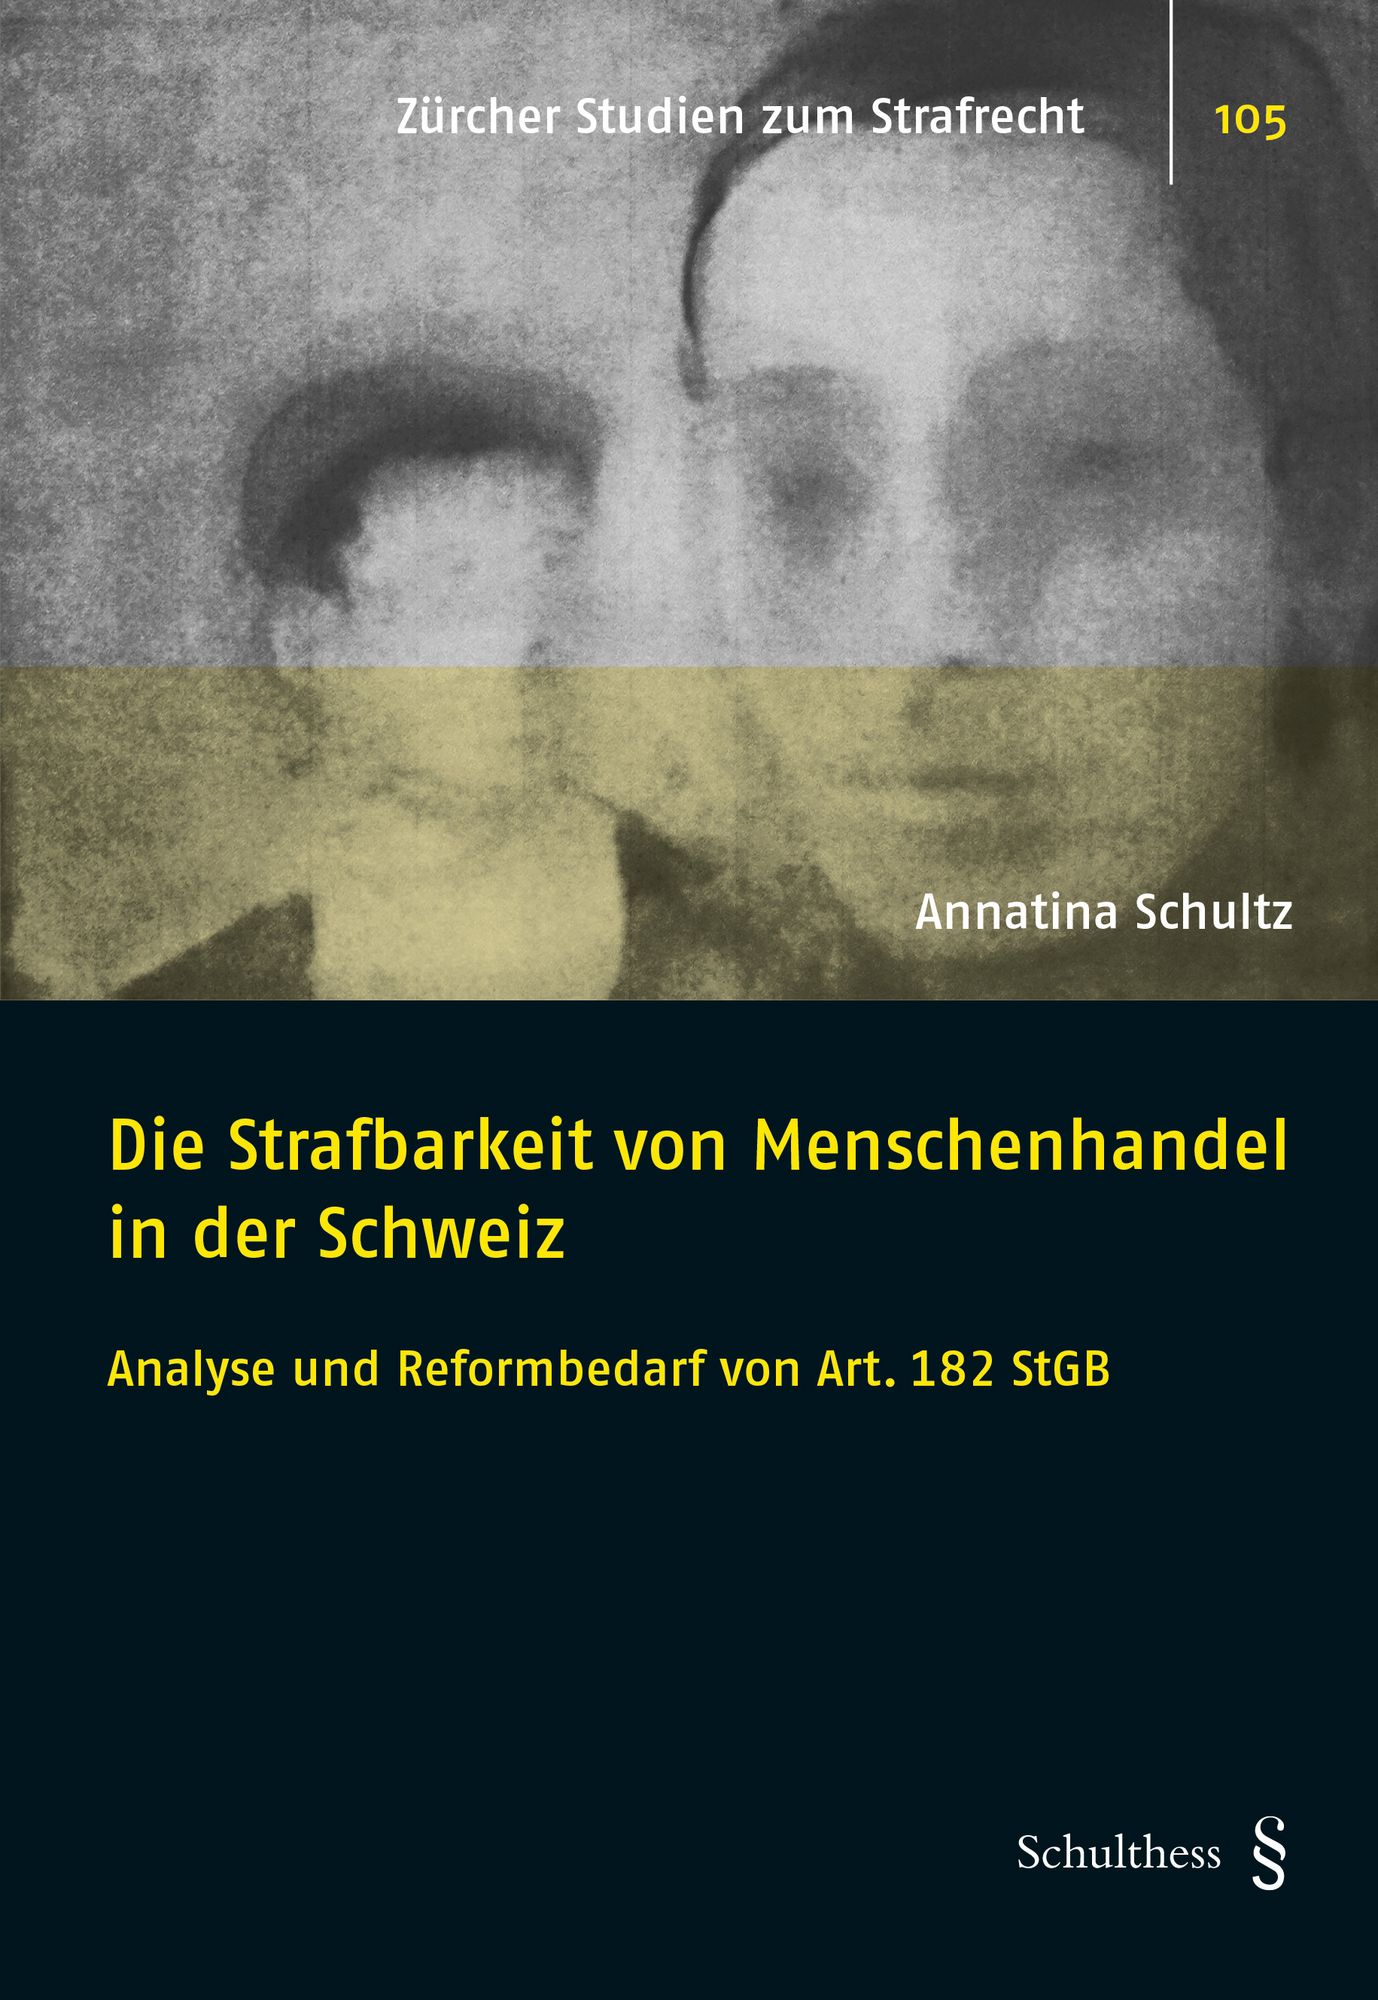 Zürcher Studien zum Strafrecht 105
Annatina Schultz
Die Strafbarkeit von Menschenhandel
in der Schweiz
Analyse und Reformbedarf von Art. 182 StGB
Schulthess §